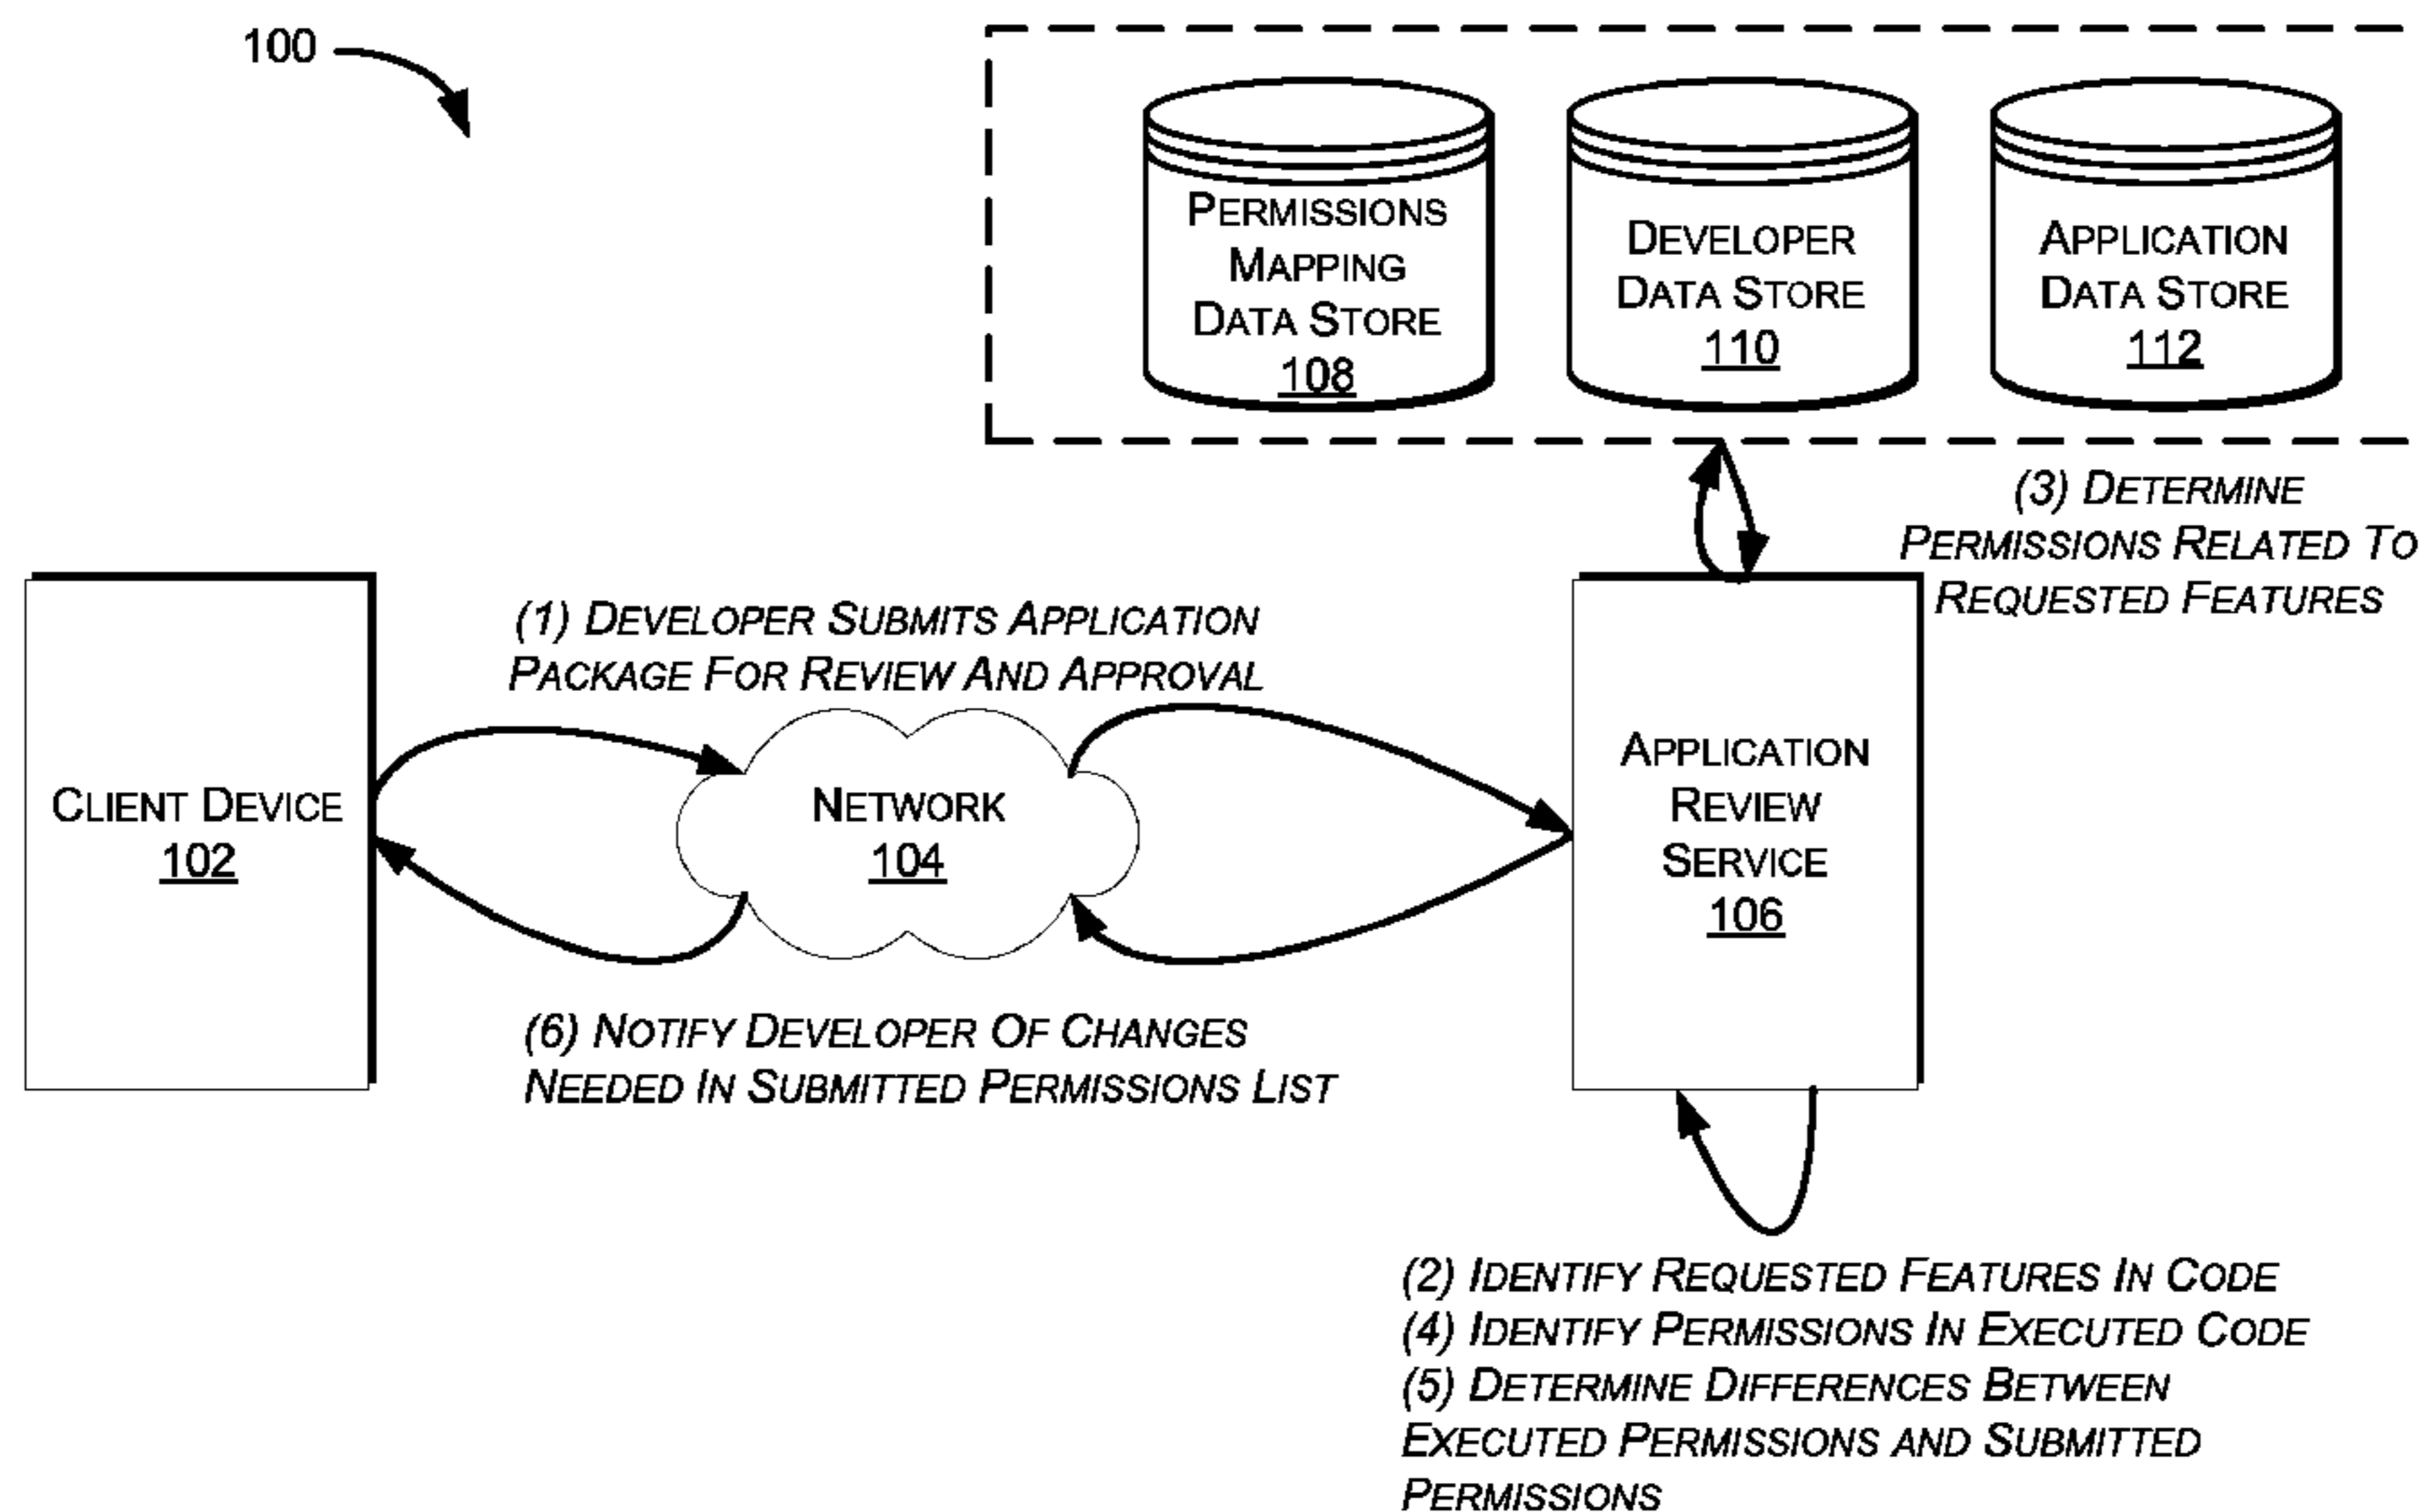 100
PERMISSIONS
MAPPING
DATA STORE
108
DEVELOPER
DATA STORE
110
APPLICATION
DATA STORE
112
(3) DETERMINE
PERMISSIONS RELATED TO
REQUESTED FEATURES
(1) DEVELOPER SUBMITS APPLICATION
PACKAGE FOR REVIEW AND APPROVAL
CLIENT DEVICE
102
NETWORK
104
APPLICATION
REVIEW
SERVICE
106
(6) NOTIFY DEVELOPER OF CHANGES
NEEDED IN SUBMITTED PERMISSIONS LIST
(2) IDENTIFY REQUESTED FEATURES IN CODE
(4) IDENTIFY PERMISSIONS IN EXECUTED CODE
(5) DETERMINE DIFFERENCES BETWEEN
EXECUTED PERMISSIONS AND SUBMITTED
PERMISSIONS